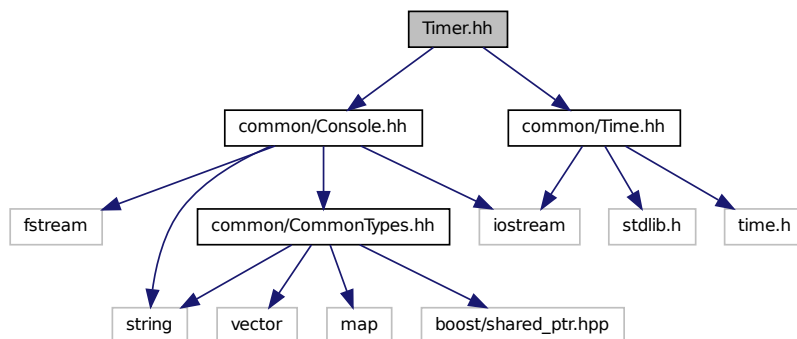 Timer.hh
common/Console.hh
common/Time.hh
fstream
common/CommonTypes.hh
iostream
stdlib.h
time.h
string
vector
map
boost/shared_ptr.hpp